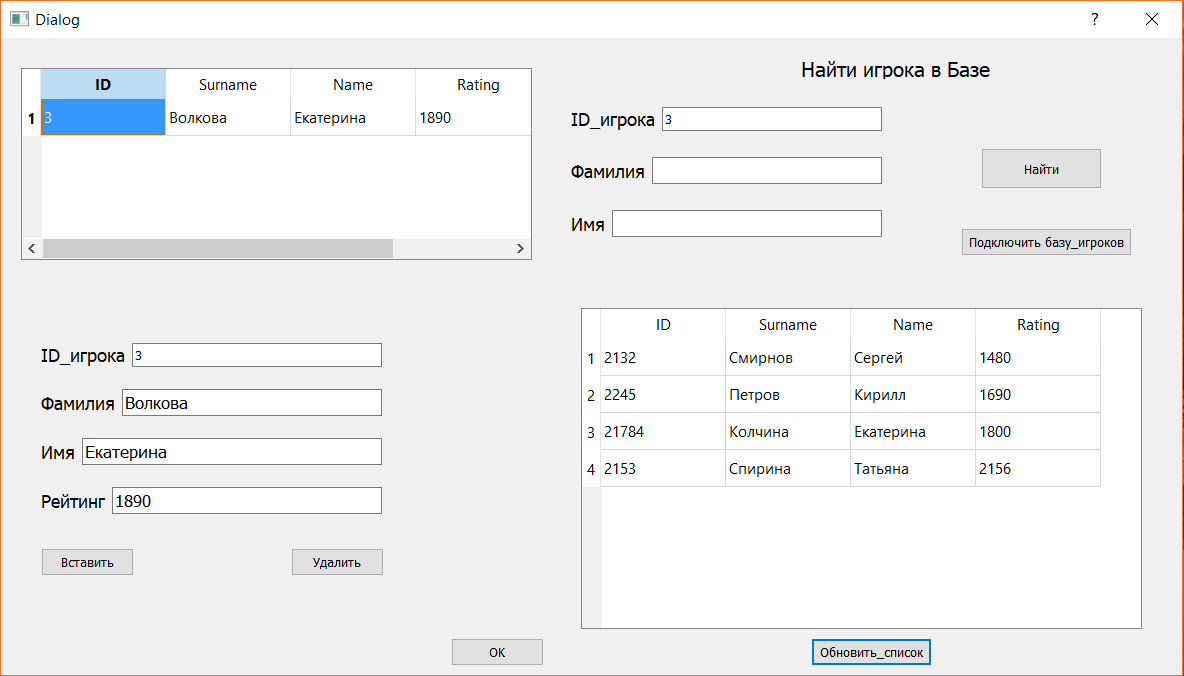 Dialog ?
ID Surname Name Rating
1 3 Волкова Екатерина 1890
Найти игрока в Базе
ID_игрока 3
Фамилия
Найти
Имя
Подключить базу_игроков
ID_игрока 3
Фамилия Волкова
Имя Екатерина
Рейтинг 1890
Вставить Удалить
ID Surname Name Rating
1 2132 Смирнов Сергей 1480
2 2245 Петров Кирилл 1690
3 21784 Колчина Екатерина 1800
4 2153 Спирина Татьяна 2156
OK
Обновить_список